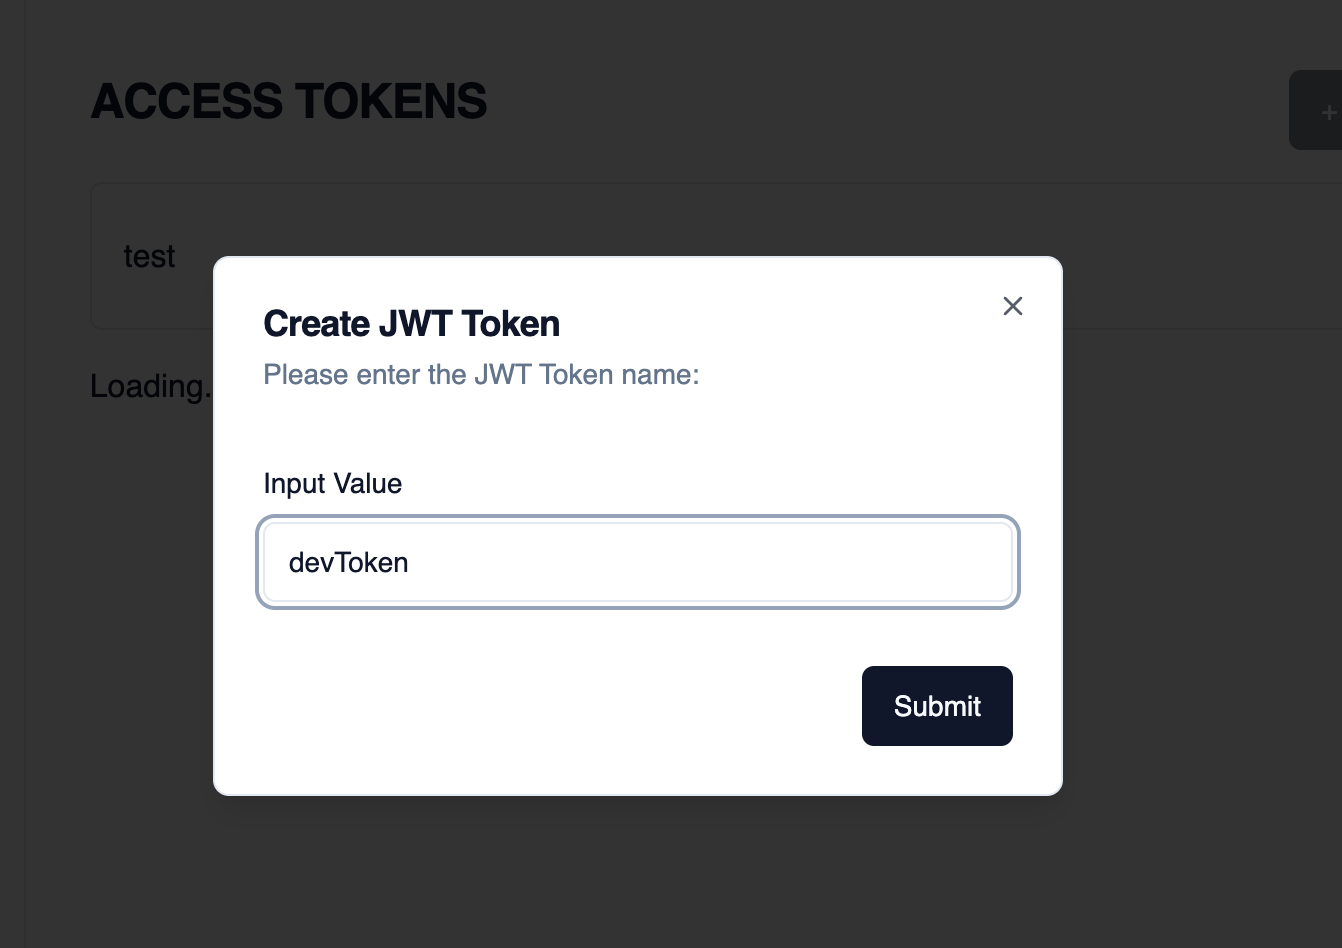 ACCESS TOKENS
+
test
Create JWT Token
Please enter the JWT Token name:
Loading.
Input Value
devToken
Submit